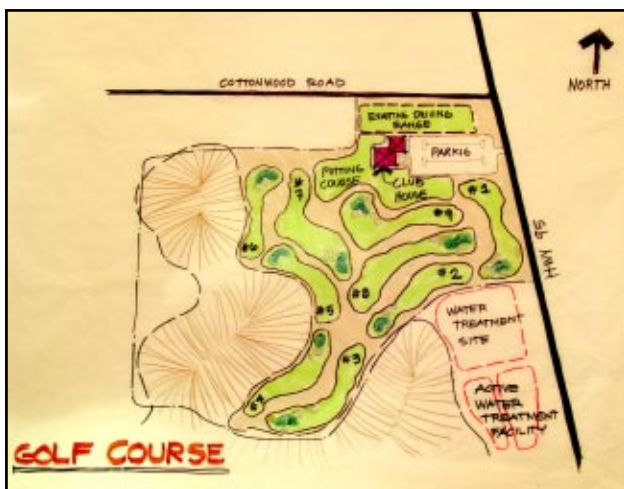 COTTONWOOD ROAD
NORTH
EXISTING DRIVING
RANGE
PARKIG
PUTTING
COURSE
CLUB
HOUSE
#1
#7
#9
#6
HWY 95
#2
#8
#5
WATER
TREATMENT
SITE
#3
#4
ACTIVE
WATER
TREATMENT
FACILITY
GOLF COURSE